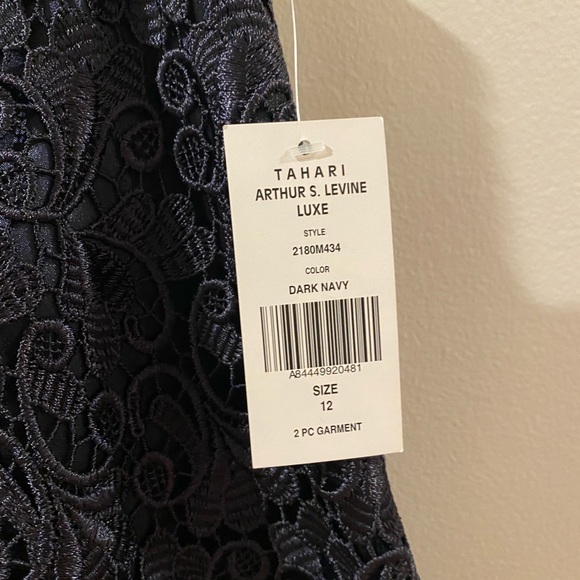 TAHARI
ARTHUR S. LEVINE
LUXE
STYLE
2180M434
COLOR
DARK NAVY
A84449920481
SIZE
12
2 PC GARMENT